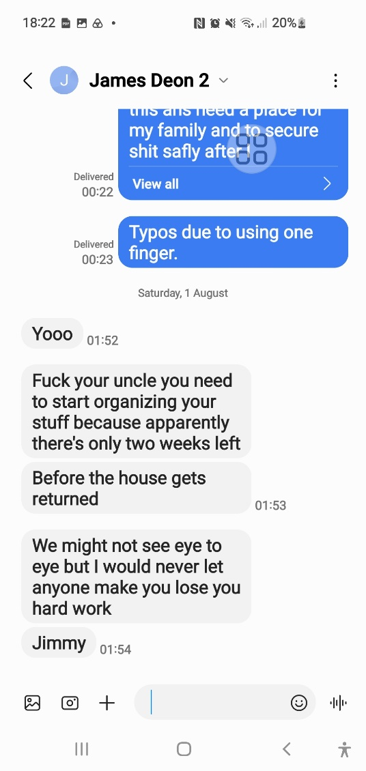 18:22
20%
J
James Deon 2
this ans need a place for
my family and to secure
shit safly after!
View all
Delivered
00:22
Typos due to using one
finger.
Delivered
00:23
Saturday, 1 August
Yooo
01:52
Fuck your uncle you need
to start organizing your
stuff because apparently
there's only two weeks left
Before the house gets
returned
01:53
We might not see eye to
eye but I would never let
anyone make you lose you
hard work
Jimmy
01:54